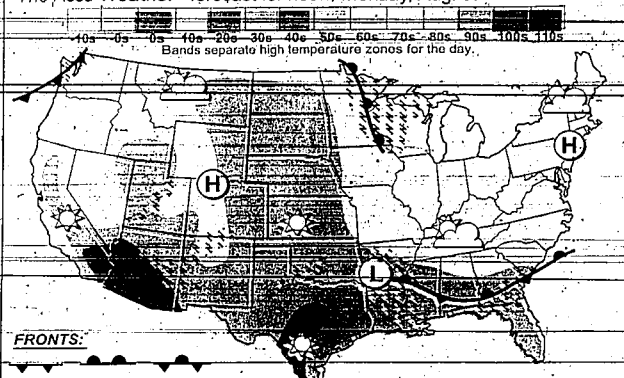 -10s -0s 0s 10s 20s 30s 40s 50s 60s 70s 80s 90s 100s 110s
Bands separate high temperature zones for the day.
H
H
L
FRONTS: